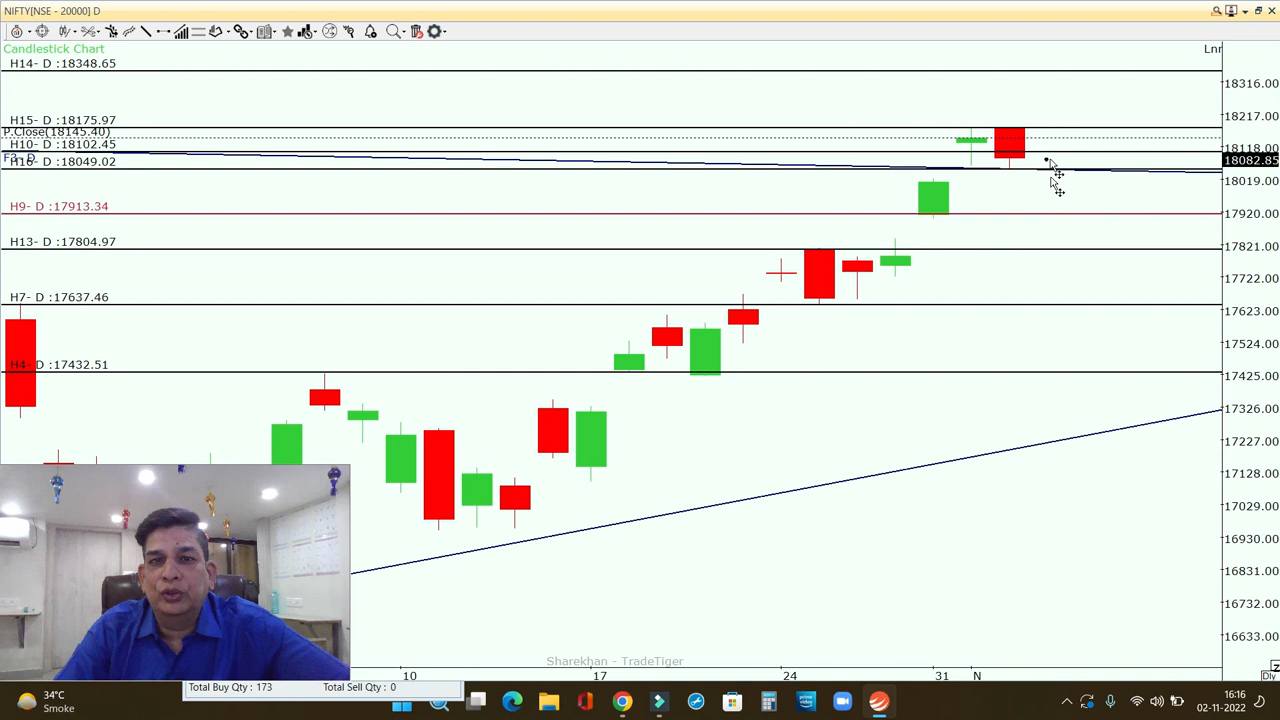 NIFTY[NSE - 20000] D
Candlestick Chart
Lnr
H14- D :18348.65
H15- D :18175.97
P.Close(18145.40)
H10- D :18102.45
H16- D :18049.02
H9- D :17913.34
H13- D :17804.97
H7- D :17637.46
H4- D :17432.51
18316.00
18217.00
18118.00
18082.85
18019.00
17920.00
17821.00
17722.00
17623.00
17524.00
17425.00
17326.00
17227.00
17128.00
17029.00
16930.00
16831.00
16732.00
16633.00
Sharekhan - TradeTiger
10
17
24
31
N
Dly
Total Buy Qty : 173
Total Sell Qty : 0
34°C
Smoke
prime video
16:16
02-11-2022